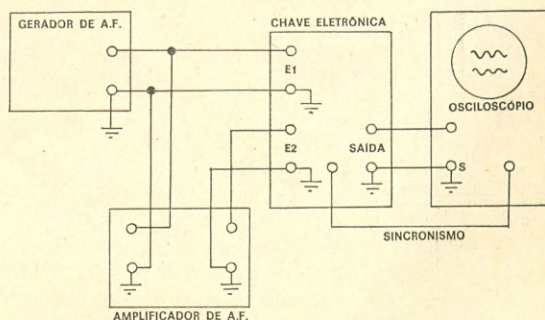 GERADOR DE A.F.
CHAVE ELETRÔNICA
E1
OSCILOSCÓPIO
E2
SAÍDA
S
SINCRONISMO
AMPLIFICADOR DE A.F.